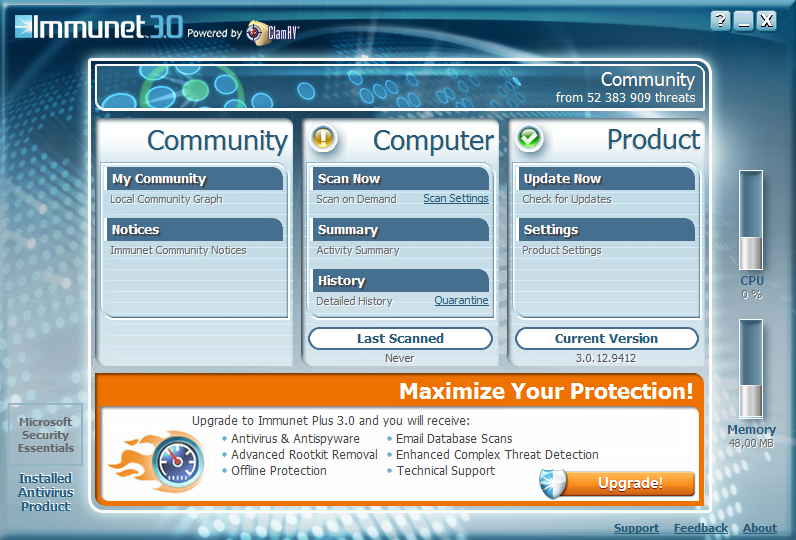 Immunet 3.0 Powered by ClamAV
? _ X
Community
from 52 383 909 threats
Community
My Community
Local Community Graph
Notices
Immunet Community Notices
Computer
Scan Now
Scan on Demand Scan Settings
Summary
Activity Summary
History
Detailed History Quarantine
Last Scanned
Never
Product
Update Now
Check for Updates
Settings
Product Settings
Current Version
3.0.12.9412
CPU
0 %
Memory
48,00 MB
Microsoft
Security
Essentials
Installed
Antivirus
Product
Maximize Your Protection!
Upgrade to Immunet Plus 3.0 and you will receive:
• Antivirus & Antispyware • Email Database Scans
• Advanced Rootkit Removal • Enhanced Complex Threat Detection
• Offline Protection • Technical Support
Upgrade!
Support Feedback About